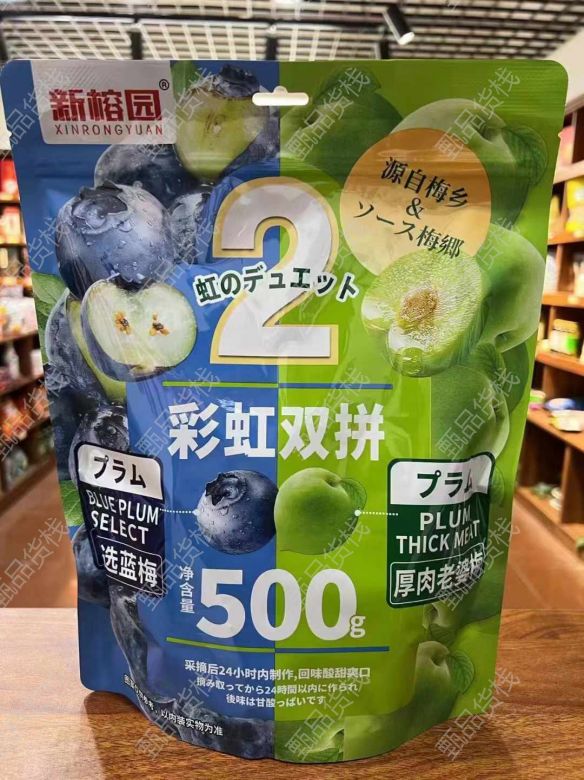 新榕园®
XINRONGYUAN
源自梅乡
&
ソース梅郷
2
虹のデュエット
彩虹双拼
プラム
BLUE PLUM
SELECT
选蓝梅
プラム
PLUM
THICK MEAT
厚肉老婆梅
净含量
500g
采摘后24小时内制作,回味酸甜爽口
摘み取ってから24時間以内に作られ
後味は甘酸っぱいです.
以内装实物为准
甄品货栈